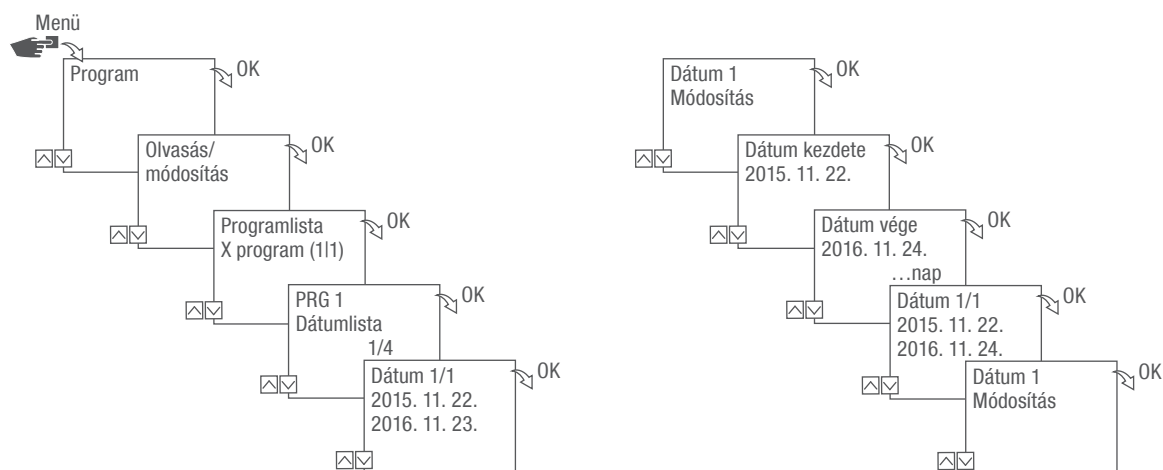 Menü
Program
OK
Olvasás/
módosítás
OK
Programlista
X program (1|1)
OK
PRG 1
Dátumlista
1/4
OK
Dátum 1/1
2015. 11. 22.
2016. 11. 23.
OK
Dátum 1
Módosítás
OK
Dátum kezdete
2015. 11. 22.
OK
Dátum vége
2016. 11. 24.
...nap
OK
Dátum 1/1
2015. 11. 22.
2016. 11. 24.
OK
Dátum 1
Módosítás
OK